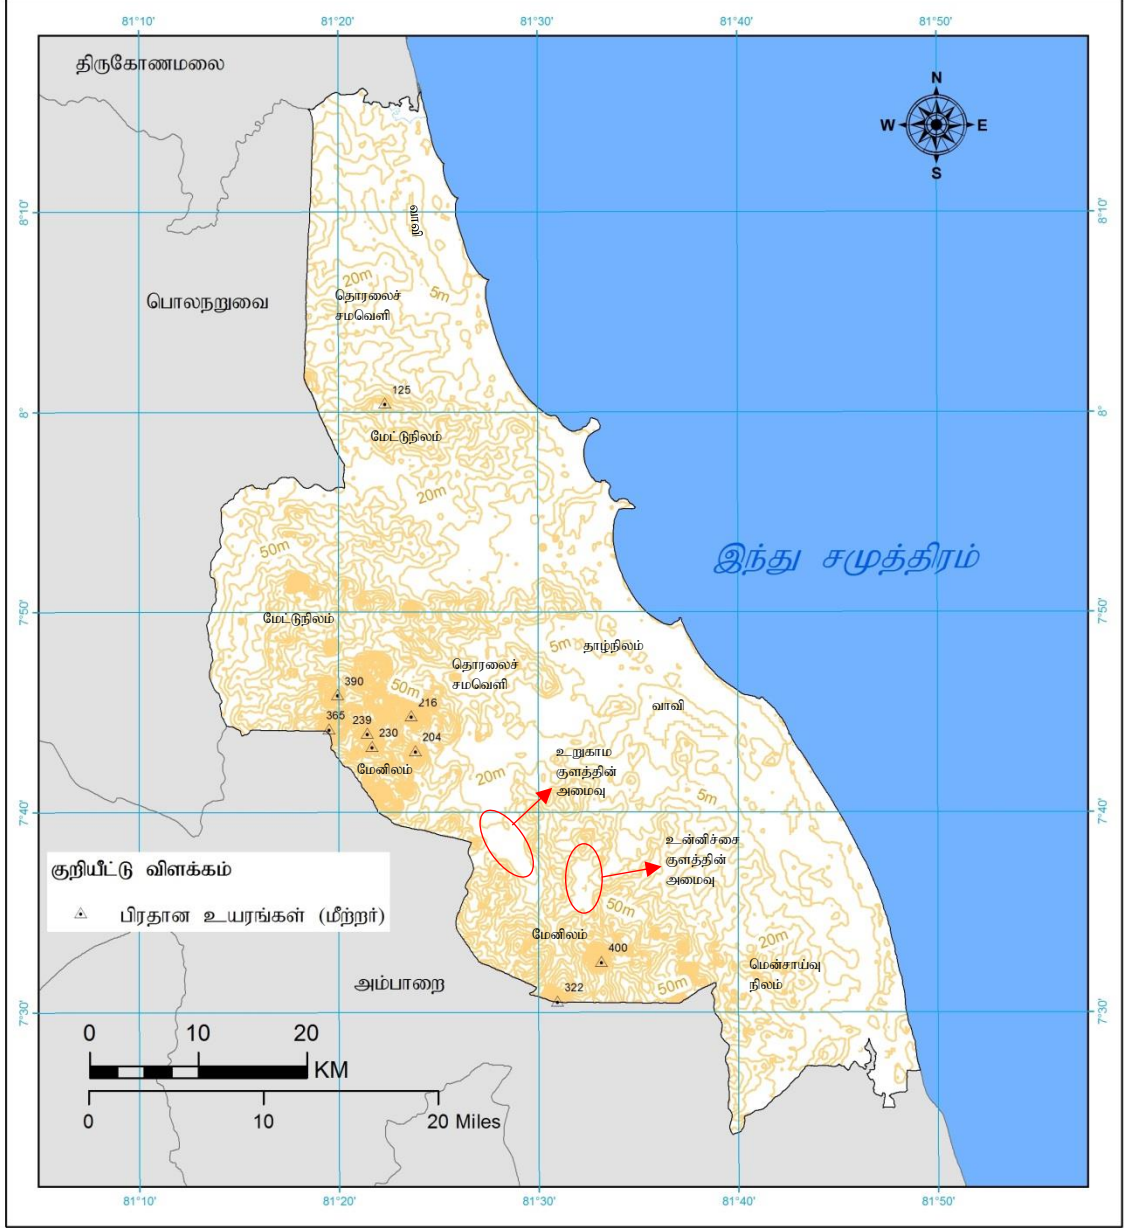 81°10'
81°20'
81°30'
81°40'
81°50'
திருகோணமலை
N
W
E
S
8°10'
8°10'
வாவி
பொலநறுவை
20m
5m
தொரலைச்
சமவெளி
125
8°
8°
மேட்டுநிலம்
20m
50m
இந்து சமுத்திரம்
7°50'
7°50'
மேட்டுநிலம்
5m
தாழ்நிலம்
தொரலைச்
சமவெளி
390
50m
216
வாவி
365
239
230
204
மேனிலம்
உறுகாம
குளத்தின்
அமைவு
20m
5m
7°40'
7°40'
உன்னிச்சை
குளத்தின்
அமைவு
குறியீட்டு விளக்கம்
பிரதான உயரங்கள் (மீற்றர்)
50m
மேனிலம்
400
20m
மென்சாய்வு
நிலம்
அம்பாறை
322
50m
7°30'
7°30'
0
10
20
KM
0
10
20 Miles
81°10'
81°20'
81°30'
81°40'
81°50'